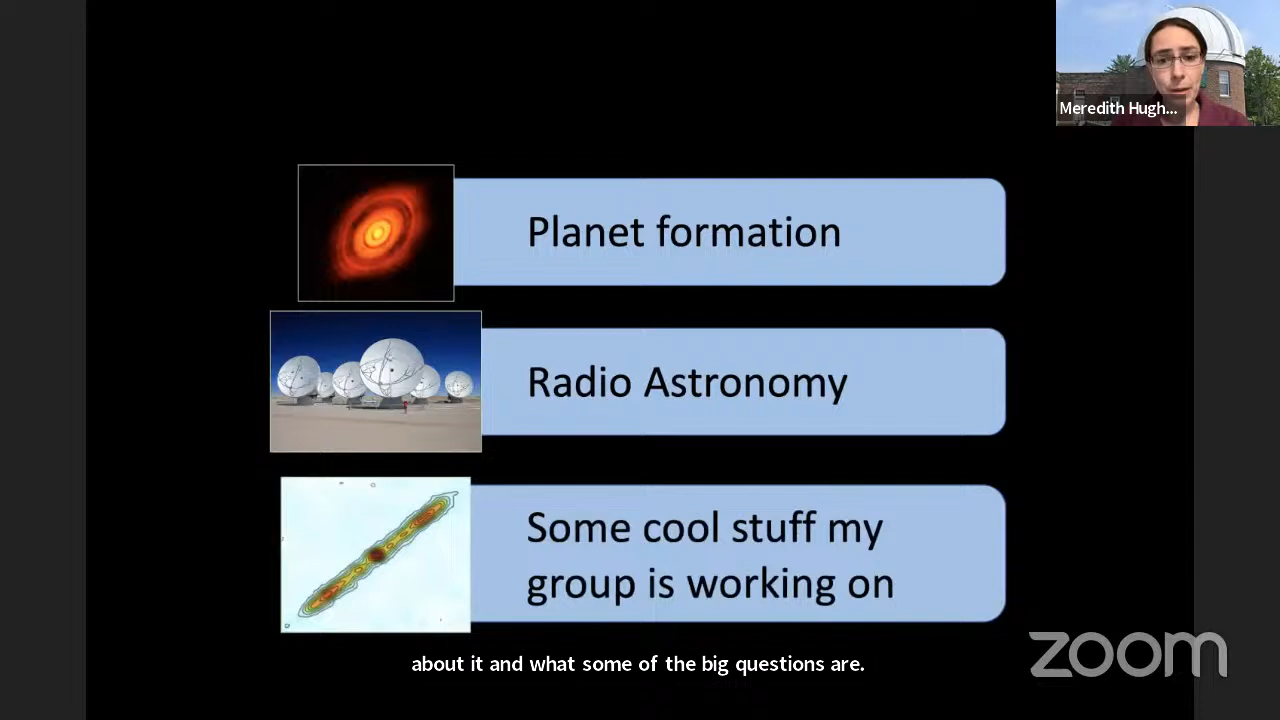 Meredith Hugh...
Planet formation
Radio Astronomy
Some cool stuff my
group is working on
about it and what some of the big questions are.
zoom